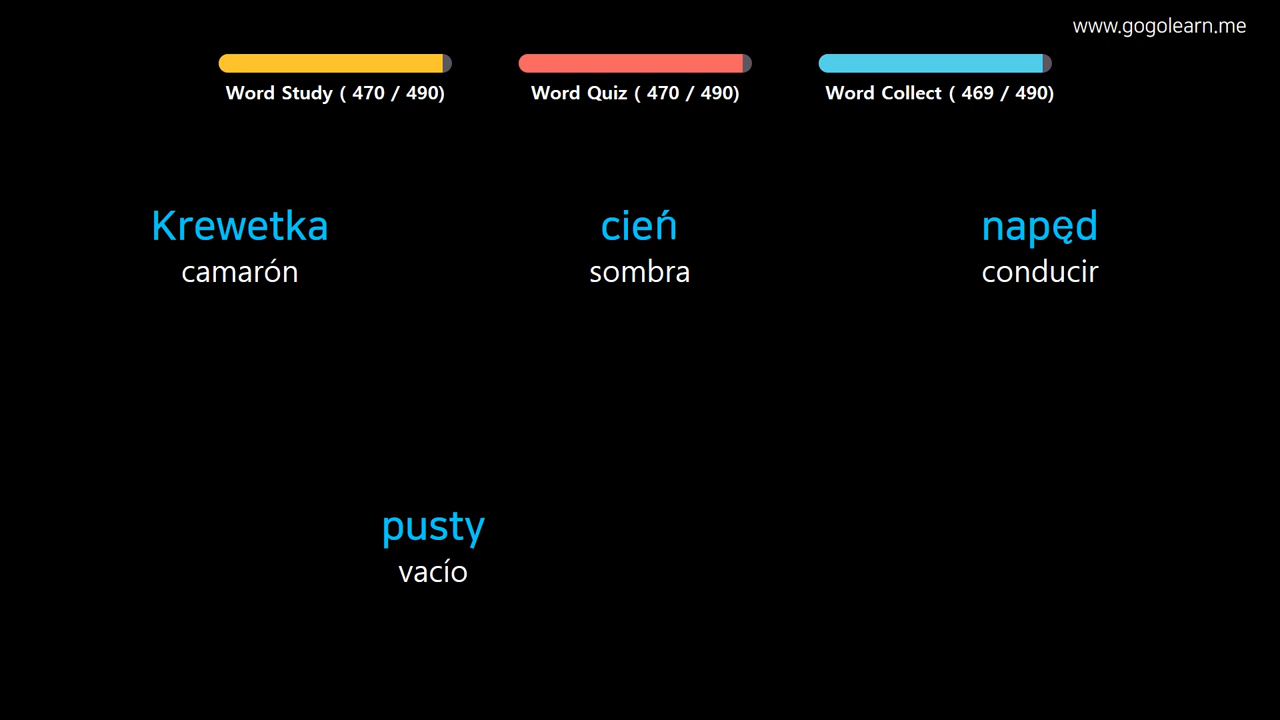 www.gogolearn.me
Word Study ( 470 / 490)
Word Quiz ( 470 / 490)
Word Collect ( 469 / 490)
Krewetka
camarón
cień
sombra
napęd
conducir
pusty
vacío